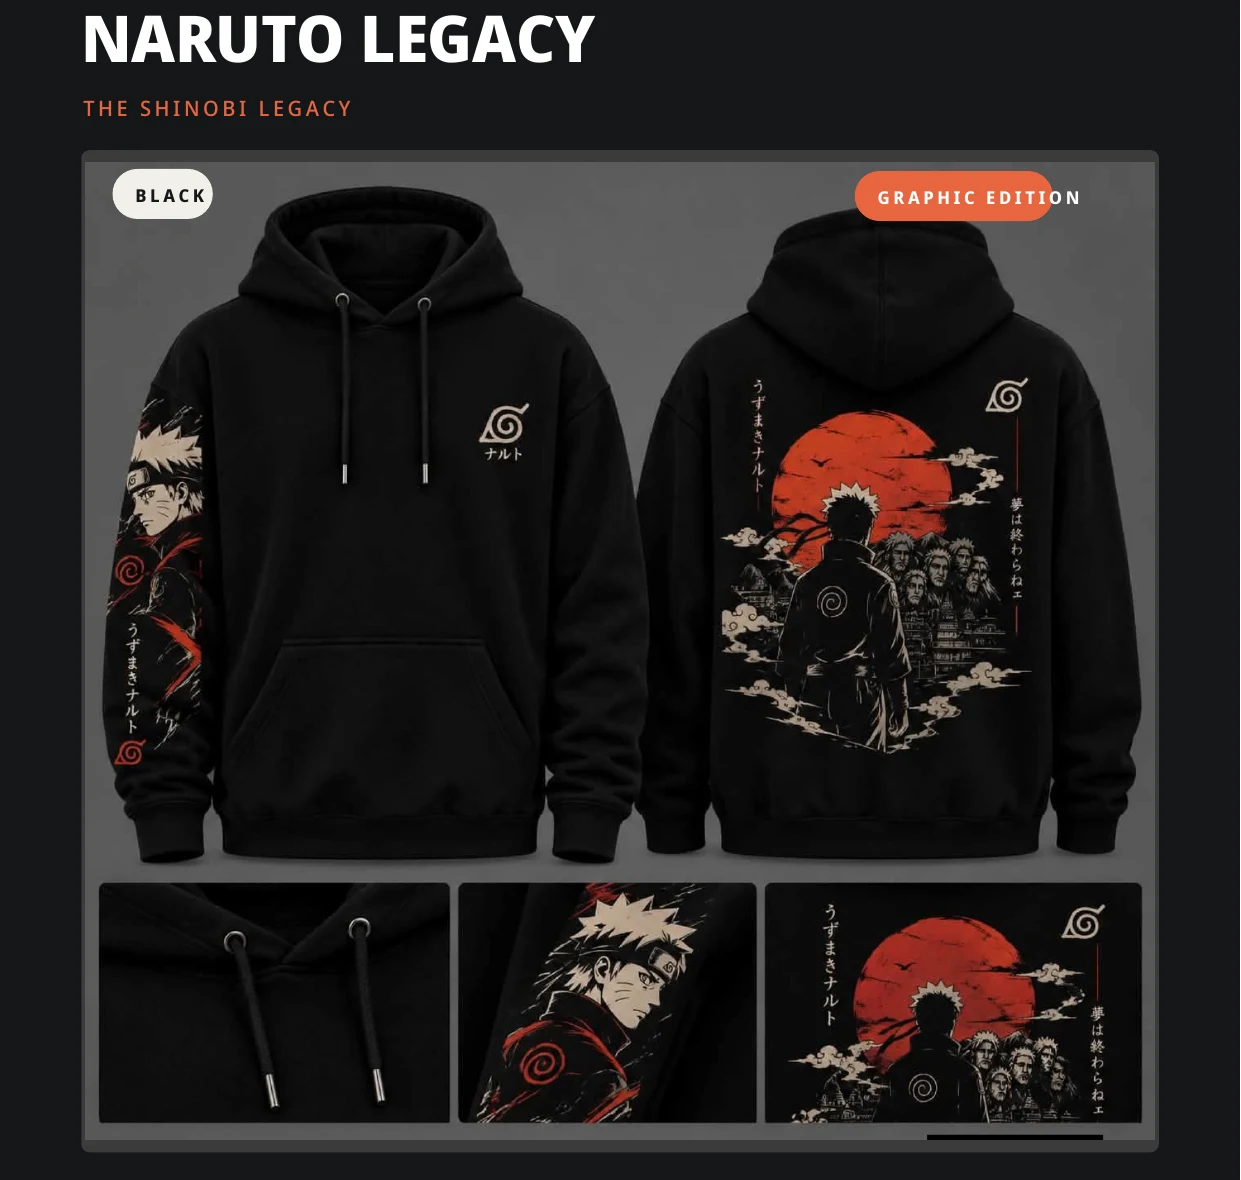 NARUTO LEGACY
THE SHINOBI LEGACY
BLACK
GRAPHIC EDITION
ナルト
うずまきナルト
うずまきナルト
夢は終わらねェ
うずまきナルト
夢は終わらねェ